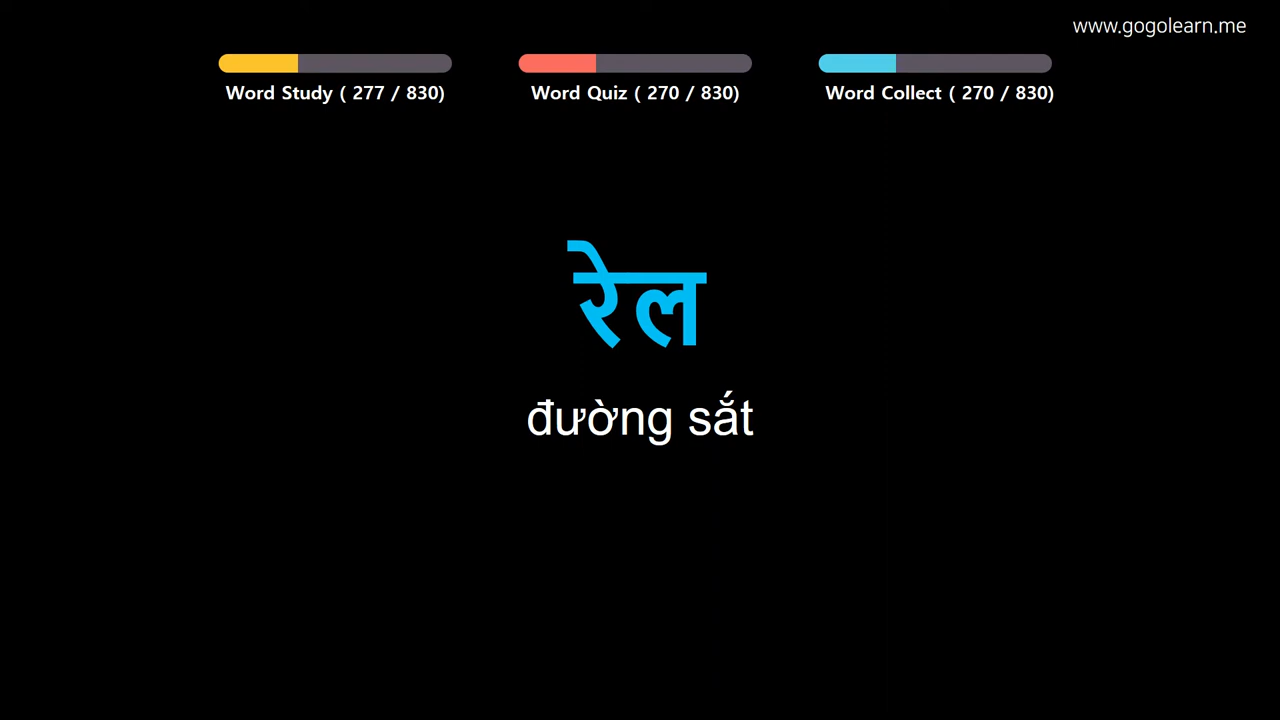 www.gogolearn.me
Word Study ( 277 / 830)
Word Quiz ( 270 / 830)
Word Collect ( 270 / 830)
रेल
đường sắt